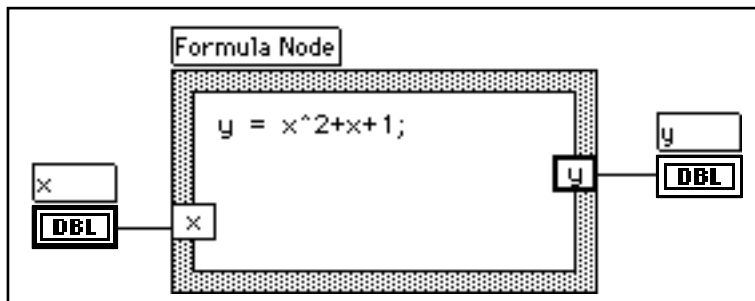 Formula Node
y = x^2+x+1;
y
y
DBL
x
DBL
x